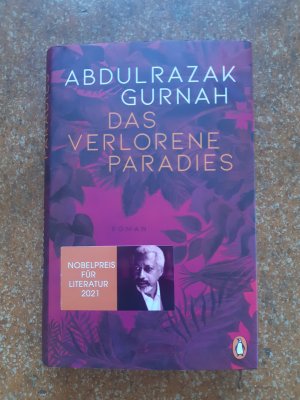 ABDULRAZAK
GURNAH
DAS
VERLORENE
PARADIES
ROMAN
NOBELPREIS
FÜR
LITERATUR
2021